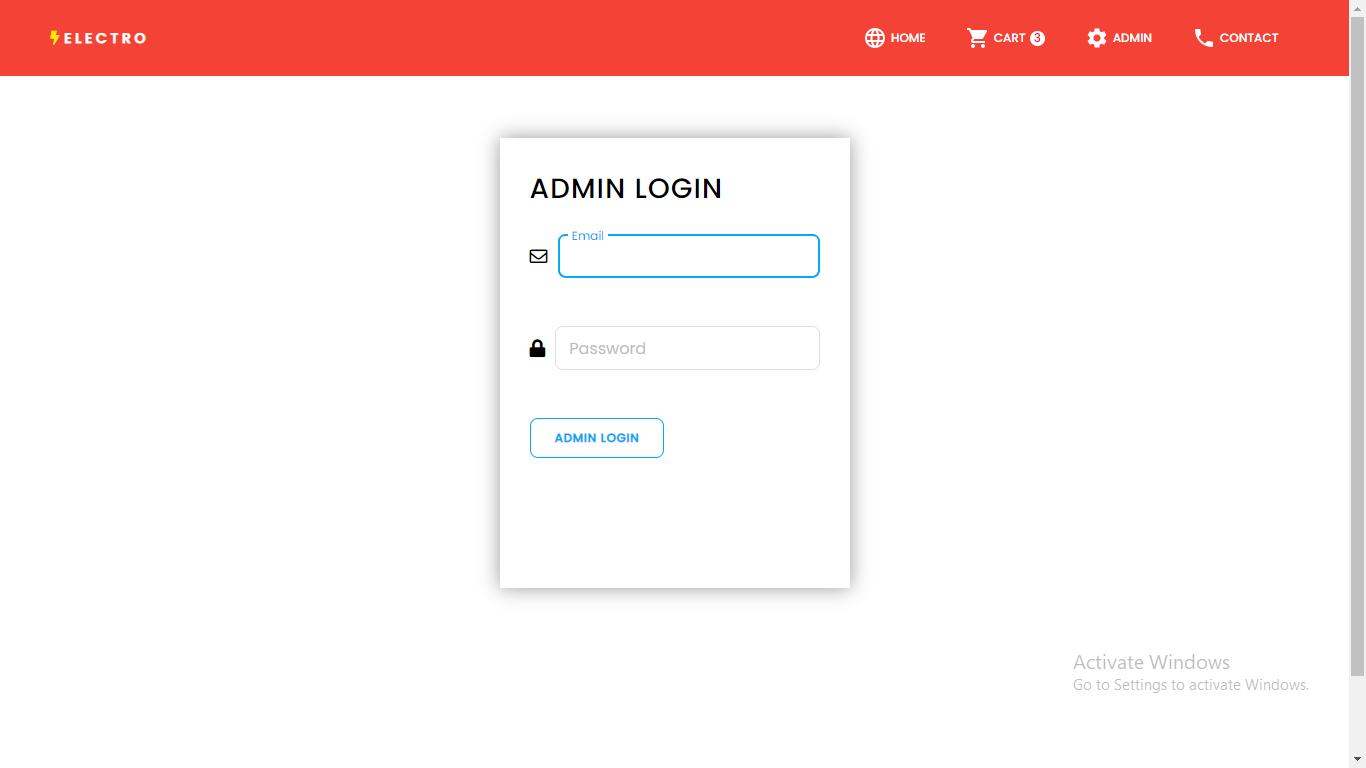 ELECTRO
HOME
CART 3
ADMIN
CONTACT
ADMIN LOGIN
Email
Password
ADMIN LOGIN
Activate Windows
Go to Settings to activate Windows.